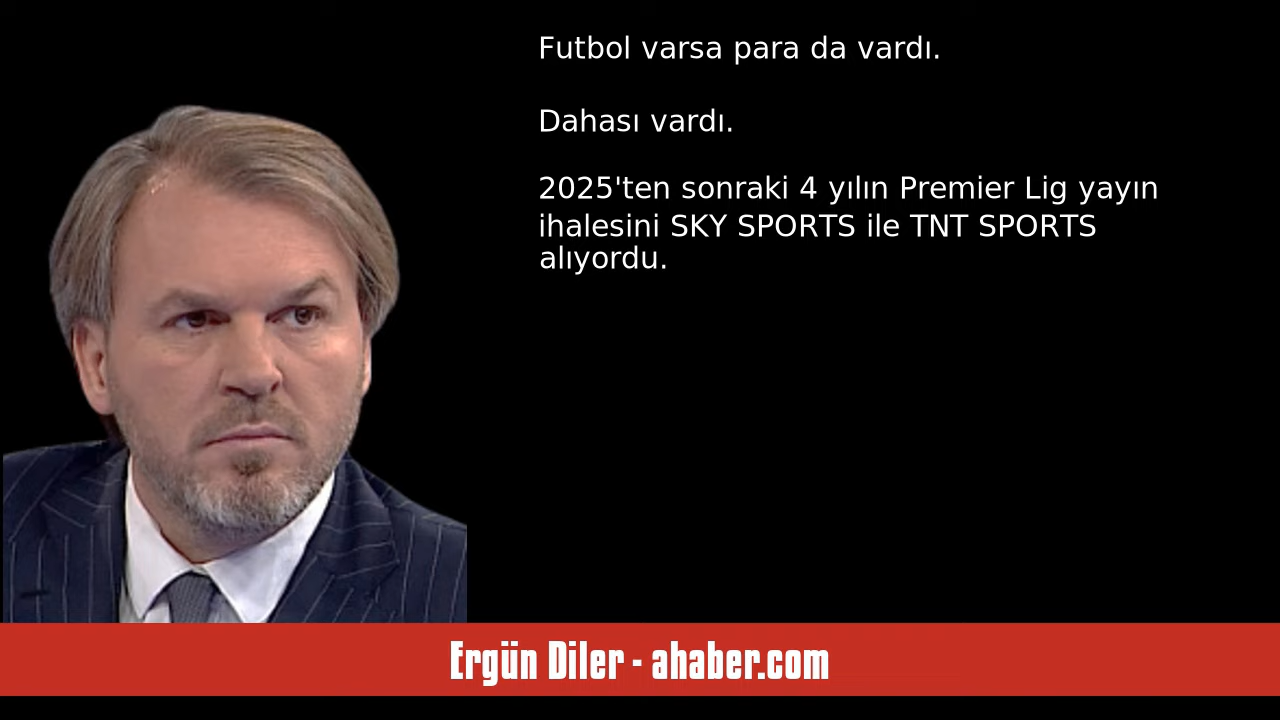 Futbol varsa para da vardı.
Dahası vardı.
2025'ten sonraki 4 yılın Premier Lig yayın
ihalesini SKY SPORTS ile TNT SPORTS
alıyordu.
Ergün Diler - ahaber.com